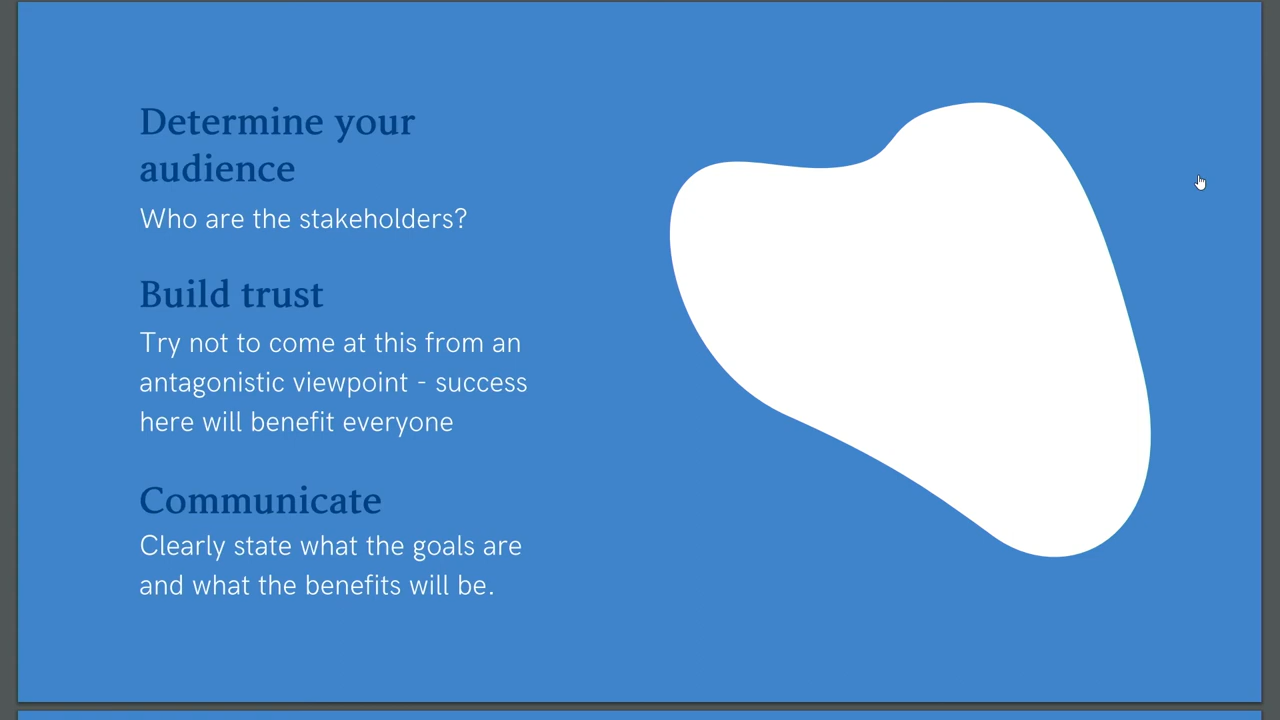 Determine your
audience
Who are the stakeholders?
Build trust
Try not to come at this from an
antagonistic viewpoint - success
here will benefit everyone
Communicate
Clearly state what the goals are
and what the benefits will be.